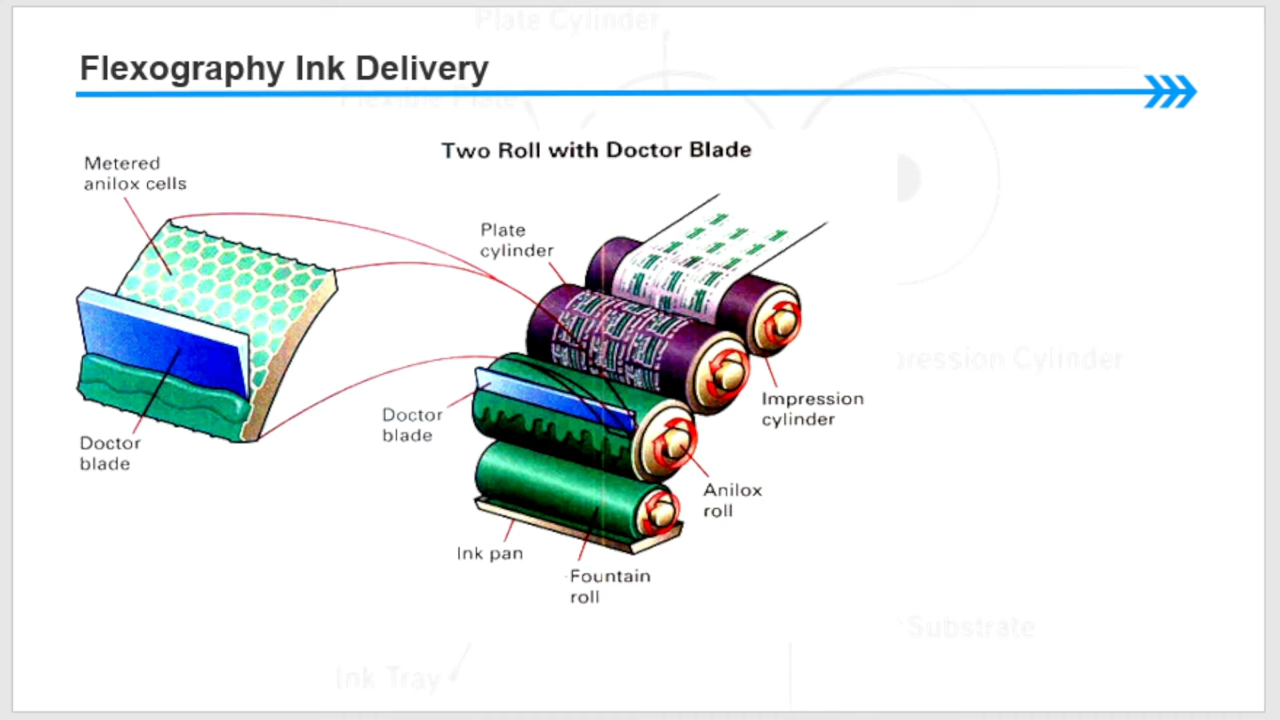 Plate Cylinder
Flexography Ink Delivery
Flexible Plate
Two Roll with Doctor Blade
Metered
anilox cells
Plate
cylinder
Impression Cylinder
Impression
cylinder
Doctor
blade
Doctor
blade
Anilox
roll
Ink pan
Fountain
roll
Substrate
Ink Tray